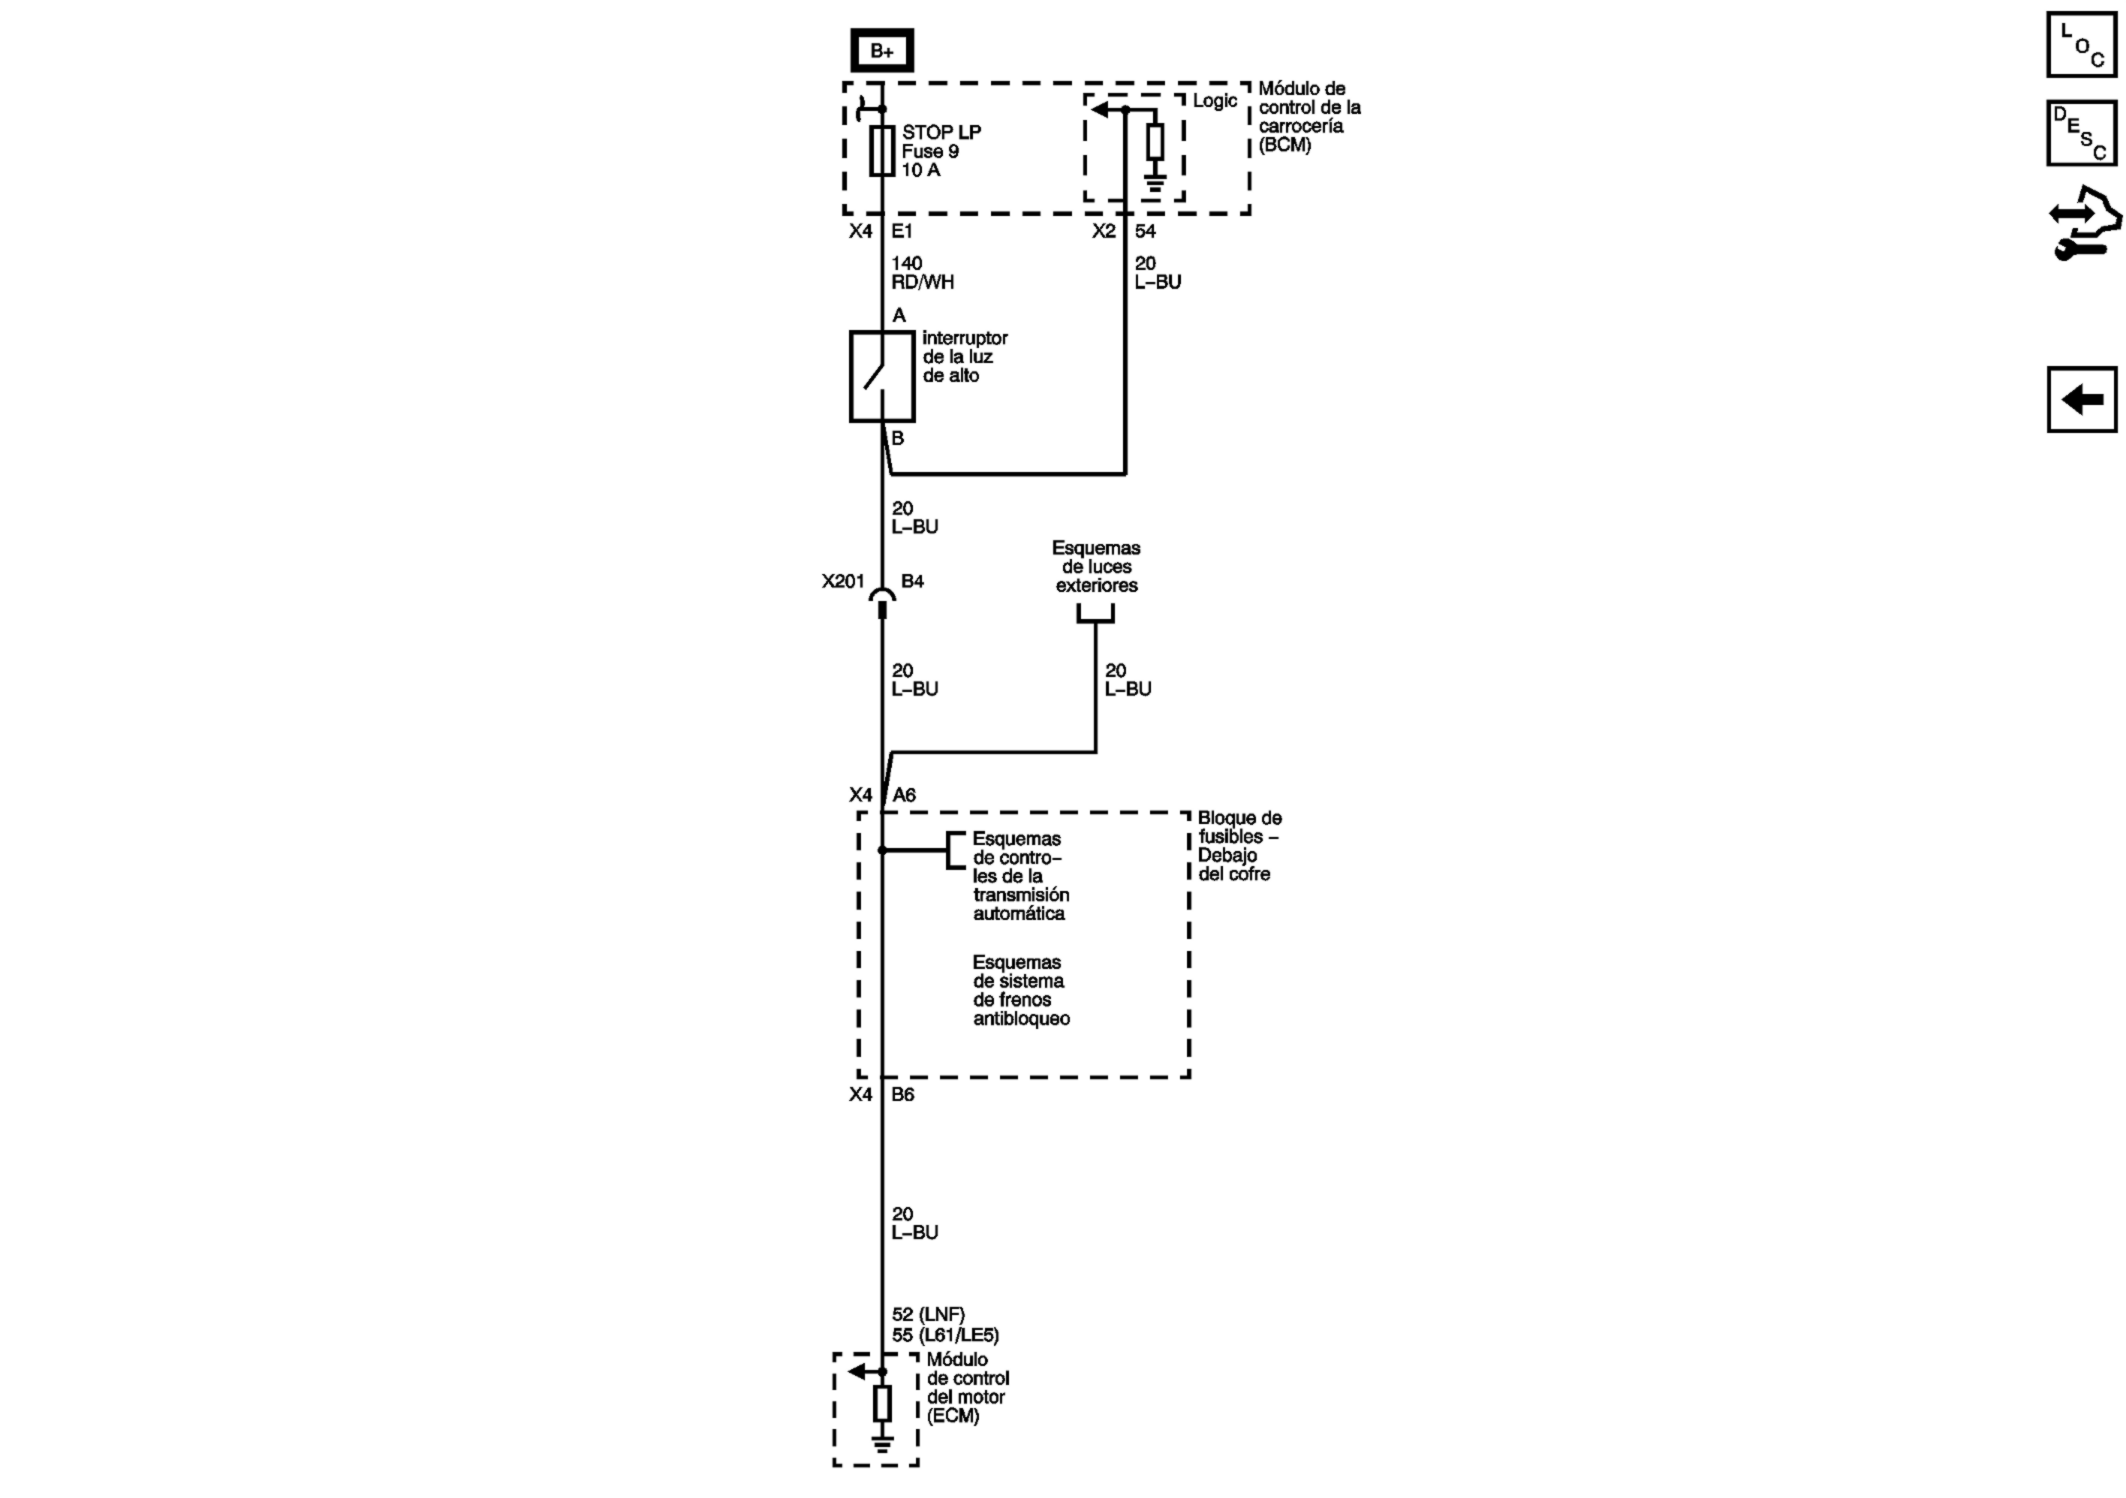 B+
L
O
C
D
E
S
C
STOP LP
Fuse 9
10 A
Logic
Módulo de
control de la
carrocería
(BCM)
X4 E1
X2 54
140
RD/WH
20
L-BU
A
interruptor
de la luz
de alto
B
20
L-BU
X201 B4
Esquemas
de luces
exteriores
20
L-BU
20
L-BU
X4 A6
Esquemas
de contro-
les de la
transmisión
automática
Esquemas
de sistema
de frenos
antibloqueo
Bloque de
fusibles -
Debajo
del cofre
X4 B6
20
L-BU
52 (LNF)
55 (L61/LE5)
Módulo
de control
del motor
(ECM)